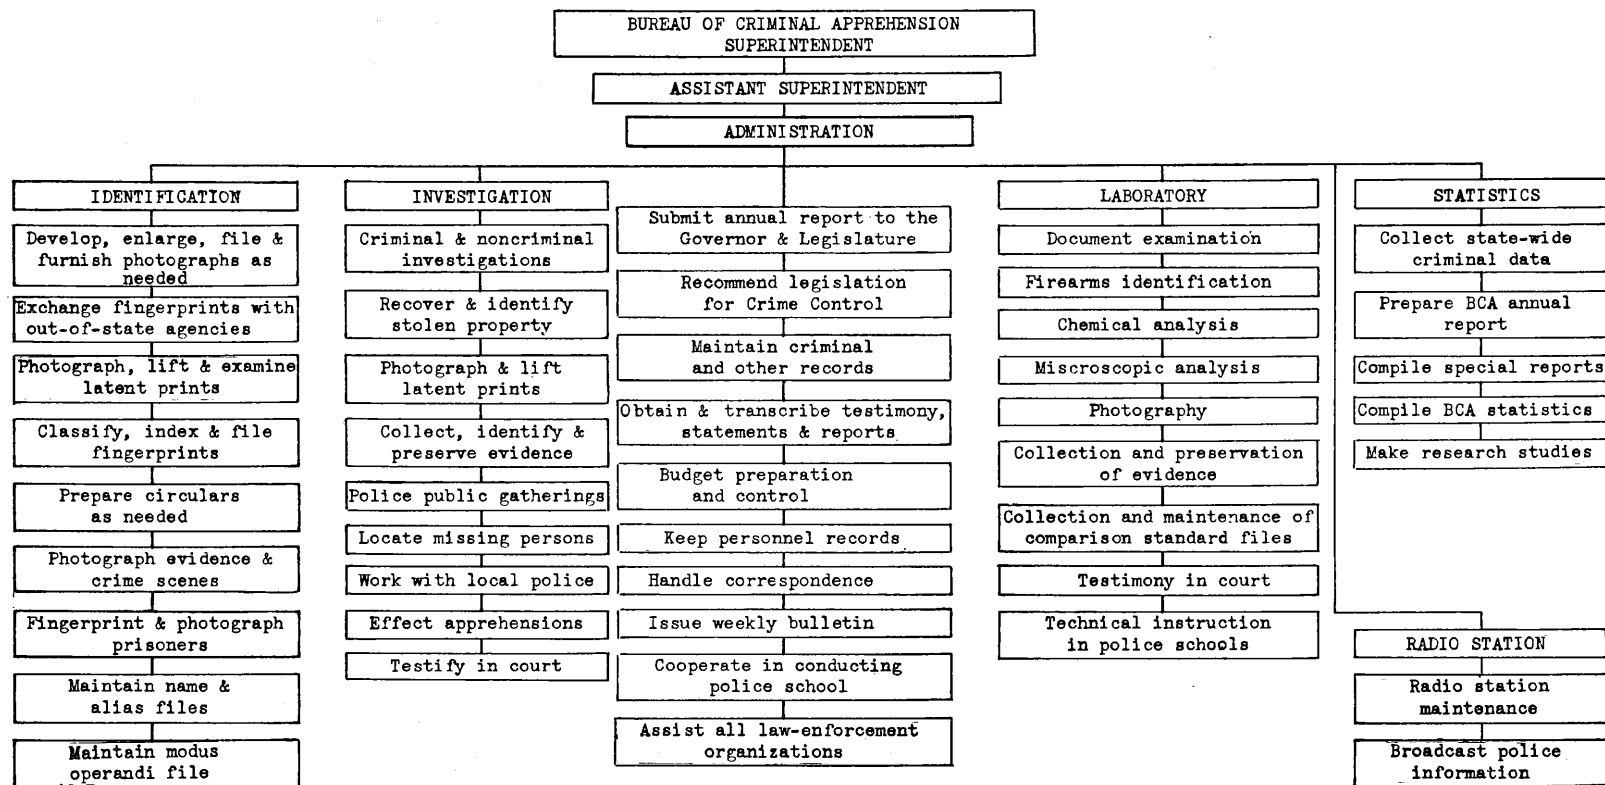 BUREAU OF CRIMINAL APPREHENSION
SUPERINTENDENT
ASSISTANT SUPERINTENDENT
ADMINISTRATION
IDENTIFICATION
Develop, enlarge, file &
furnish photographs as
needed
Exchange fingerprints with
out-of-state agencies
Photograph, lift & examine
latent prints
Classify, index & file
fingerprints
Prepare circulars
as needed
Photograph evidence &
crime scenes
Fingerprint & photograph
prisoners
Maintain name &
alias files
Maintain modus
operandi file
INVESTIGATION
Criminal & noncriminal
investigations
Recover & identify
stolen property
Photograph & lift
latent prints
Collect, identify &
preserve evidence
Police public gatherings
Locate missing persons
Work with local police
Effect apprehensions
Testify in court
Submit annual report to the
Governor & Legislature
Recommend legislation
for Crime Control
Maintain criminal
and other records
Obtain & transcribe testimony,
statements & reports
Budget preparation
and control
Keep personnel records
Handle correspondence
Issue weekly bulletin
Cooperate in conducting
police school
Assist all law-enforcement
organizations
LABORATORY
Document examination
Firearms identification
Chemical analysis
Miscroscopic analysis
Photography
Collection and preservation
of evidence
Collection and maintenance of
comparison standard files
Testimony in court
Technical instruction
in police schools
STATISTICS
Collect state-wide
criminal data
Prepare BCA annual
report
Compile special reports
Compile BCA statistics
Make research studies
RADIO STATION
Radio station
maintenance
Broadcast police
information